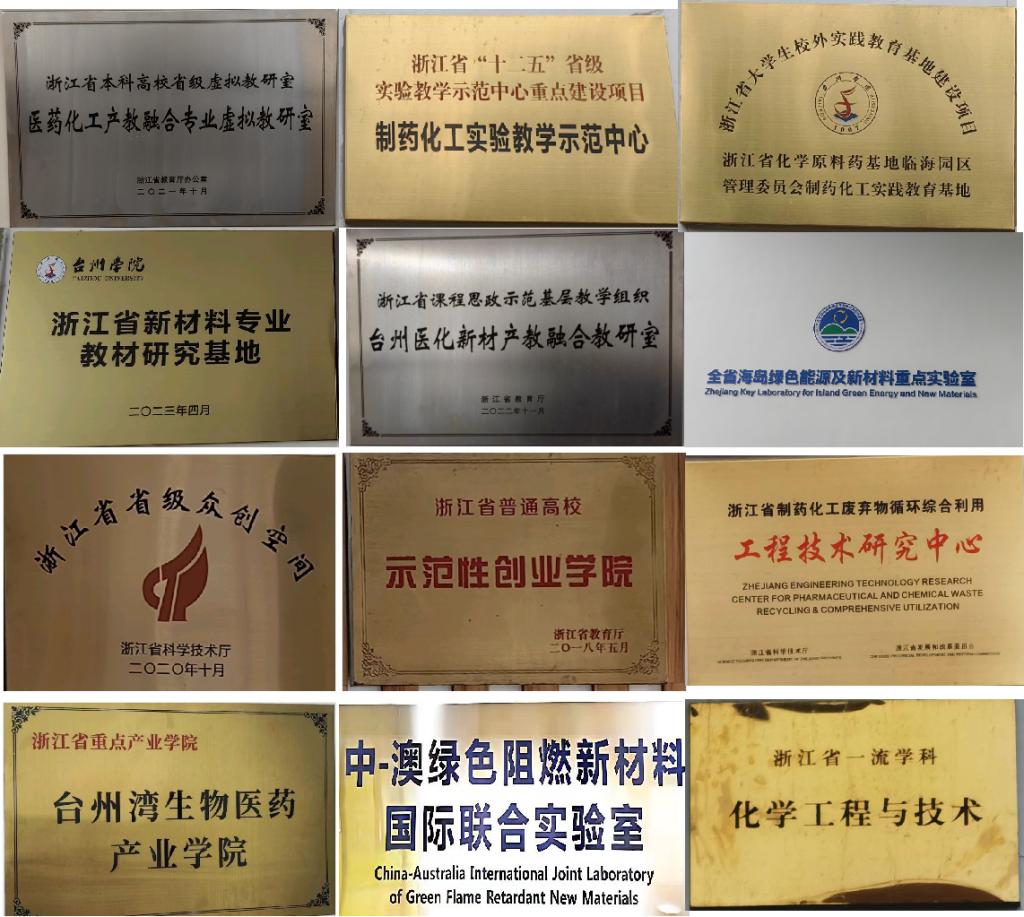 浙江省本科高校省级虚拟教研室
医药化工产教融合专业虚拟教研室
浙江省教育厅办公室
二〇二一年十月
浙江省“十二五”省级
实验教学示范中心重点建设项目
制药化工实验教学示范中心
浙江省大学生校外实践教育基地建设项目
1907
浙江省化学原料药基地临海园区
管理委员会制药化工实践教育基地
台州学院
TAIZHOU UNIVERSITY
浙江省新材料专业
教材研究基地
二〇二三年四月
浙江省课程思政示范基层教学组织
台州医化新材产教融合教研室
浙江省教育厅
二〇二二年十一月
全省海岛绿色能源及新材料重点实验室
Zhejiang Key Laboratory for Island Green Energy and New Materials
浙江省省级众创空间
浙江省科学技术厅
二〇二〇年十月
浙江省普通高校
示范性创业学院
浙江省教育厅
二〇一八年五月
浙江省制药化工废弃物循环综合利用
工程技术研究中心
ZHEJIANG ENGINEERING TECHNOLOGY RESEARCH
CENTER FOR PHARMACEUTICAL AND CHEMICAL WASTE
RECYCLING & COMPREHENSIVE UTILIZATION
浙江省科学技术厅
浙江省发展和改革委员会
浙江省重点产业学院
台州湾生物医药
产业学院
中-澳绿色阻燃新材料
国际联合实验室
China-Australia International Joint Laboratory
of Green Flame Retardant New Materials
浙江省一流学科
化学工程与技术